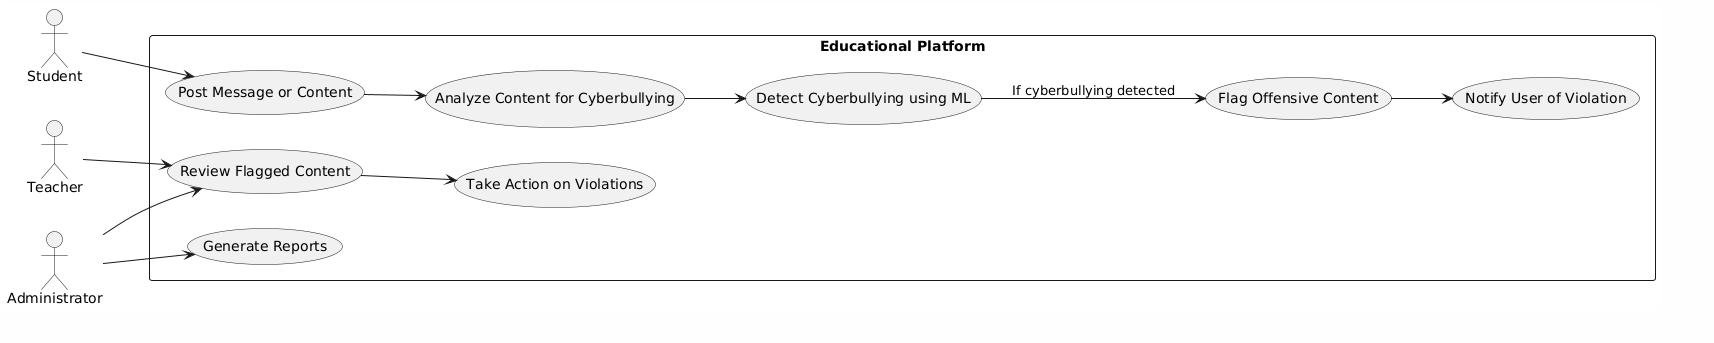 Educational Platform
Student
Post Message or Content
Analyze Content for Cyberbullying
Detect Cyberbullying using ML
If cyberbullying detected
Flag Offensive Content
Notify User of Violation
Teacher
Review Flagged Content
Take Action on Violations
Generate Reports
Administrator